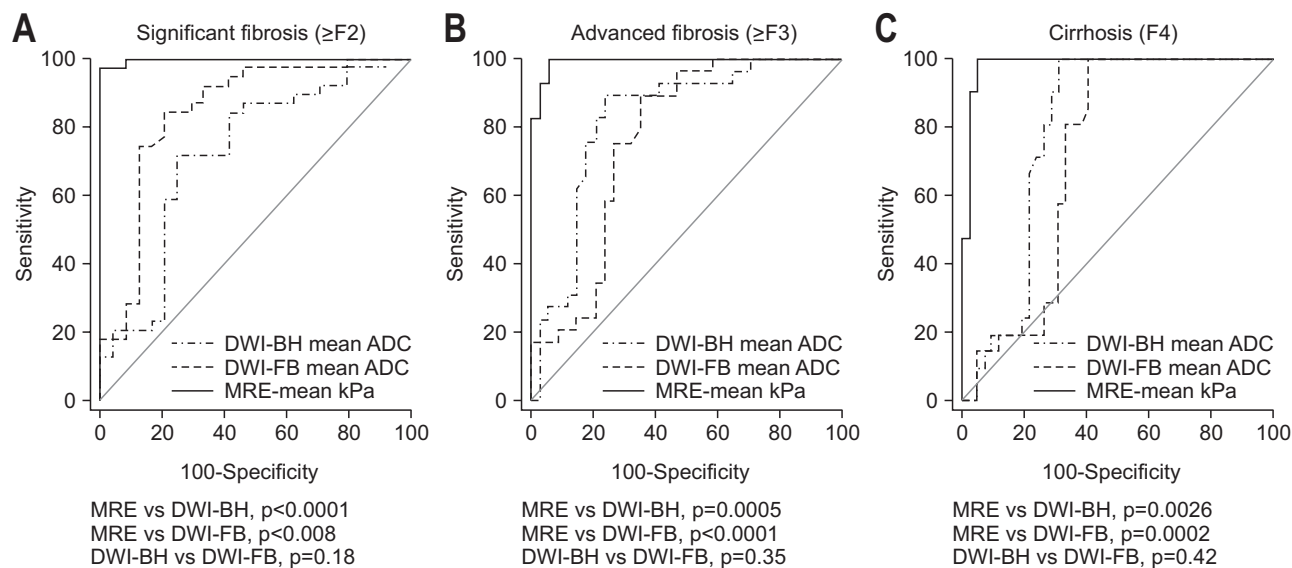 A Significant fibrosis (≥F2)
100
80
60
40
20
0
Sensitivity
DWI-BH mean ADC
DWI-FB mean ADC
MRE-mean kPa
0 20 40 60 80 100
100-Specificity
MRE vs DWI-BH, p<0.0001
MRE vs DWI-FB, p<0.008
DWI-BH vs DWI-FB, p=0.18
B Advanced fibrosis (≥F3)
100
80
60
40
20
0
Sensitivity
DWI-BH mean ADC
DWI-FB mean ADC
MRE-mean kPa
0 20 40 60 80 100
100-Specificity
MRE vs DWI-BH, p=0.0005
MRE vs DWI-FB, p<0.0001
DWI-BH vs DWI-FB, p=0.35
C Cirrhosis (F4)
100
80
60
40
20
0
Sensitivity
DWI-BH mean ADC
DWI-FB mean ADC
MRE-mean kPa
0 20 40 60 80 100
100-Specificity
MRE vs DWI-BH, p=0.0026
MRE vs DWI-FB, p=0.0002
DWI-BH vs DWI-FB, p=0.42